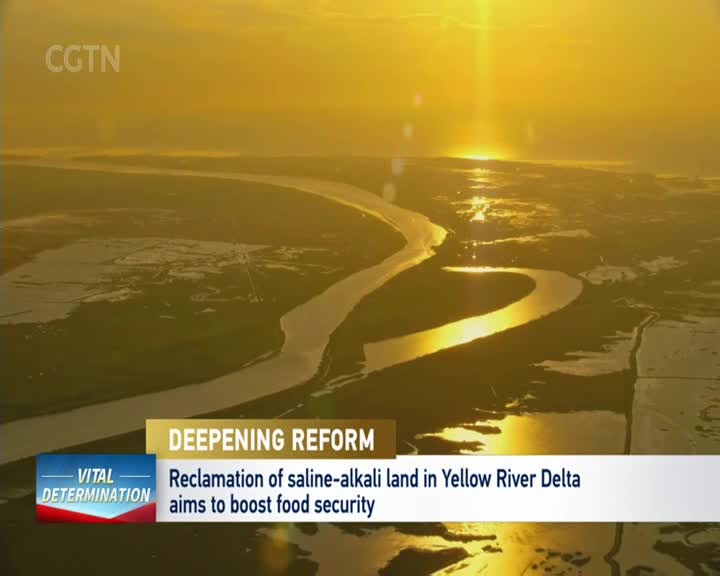 CGTN
DEEPENING REFORM
VITAL
DETERMINATION
Reclamation of saline-alkali land in Yellow River Delta
aims to boost food security